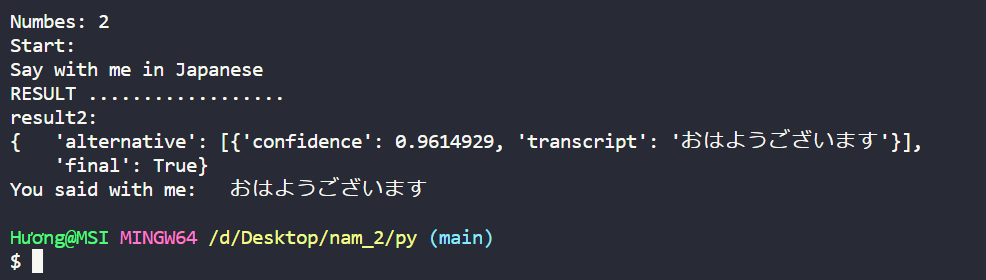 Numbes: 2
Start:
Say with me in Japanese
RESULT ..................
result2:
{   'alternative': [{'confidence': 0.9614929, 'transcript': 'おはようございます'}],
    'final': True}
You said with me:   おはようございます
Hương@MSI MINGW64 /d/Desktop/nam_2/py (main)
$